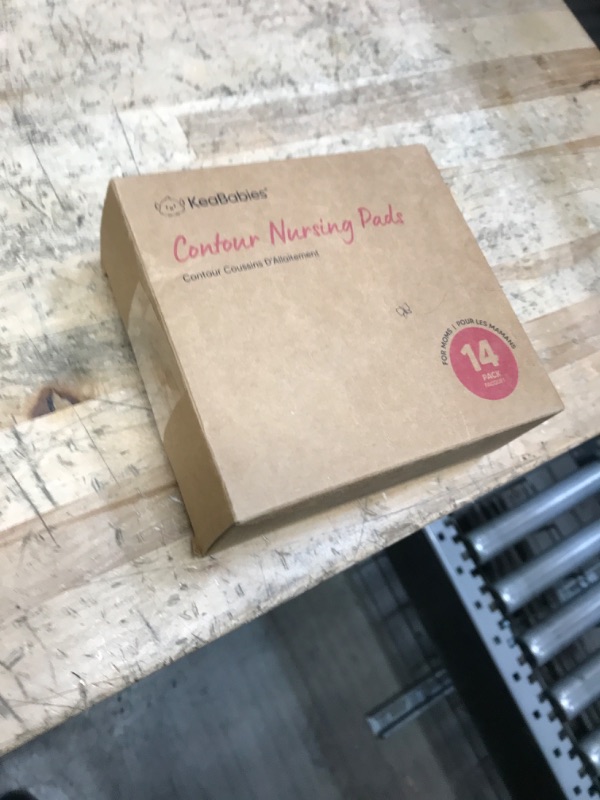 KeaBabies®
Contour Nursing Pads
Contour Coussins D'Allaitement
FOR MOMS | POUR LES MAMANS
14
PACK